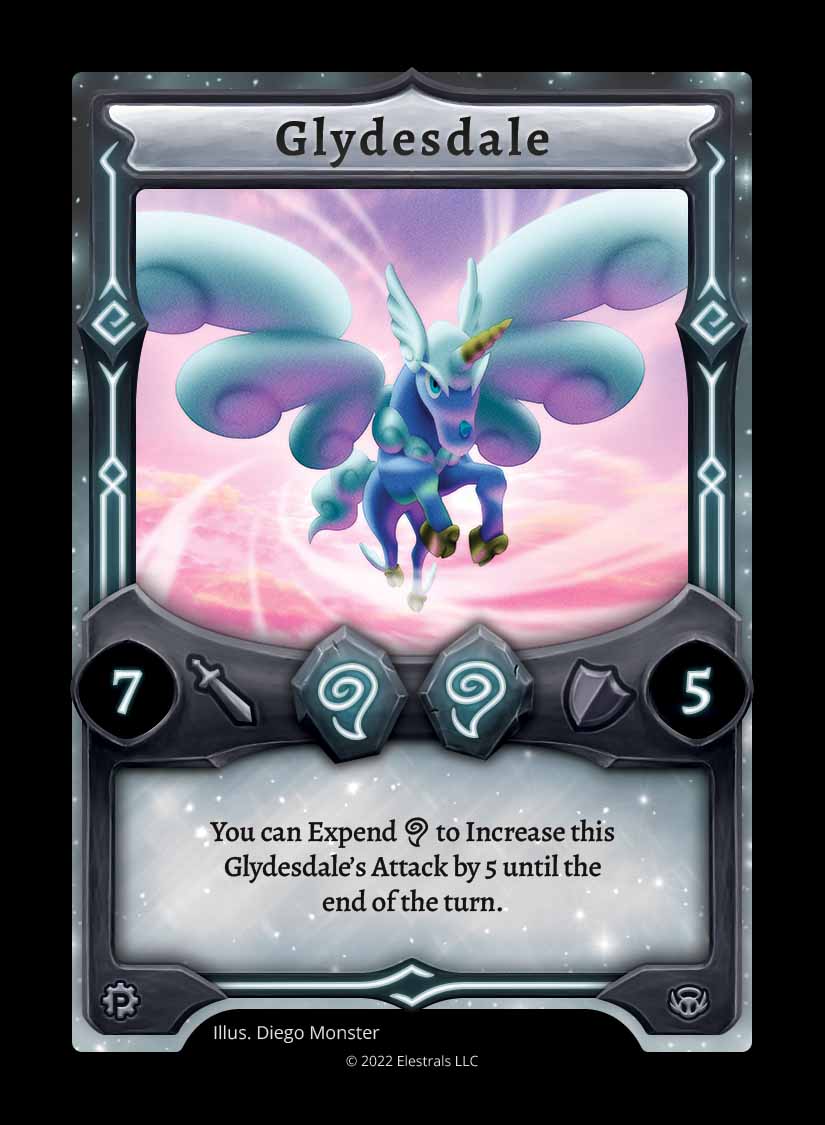 Glydesdale
7
5
You can Expend to Increase this
Glydesdale's Attack by 5 until the
end of the turn.
P
Illus. Diego Monster
© 2022 Elestrals LLC